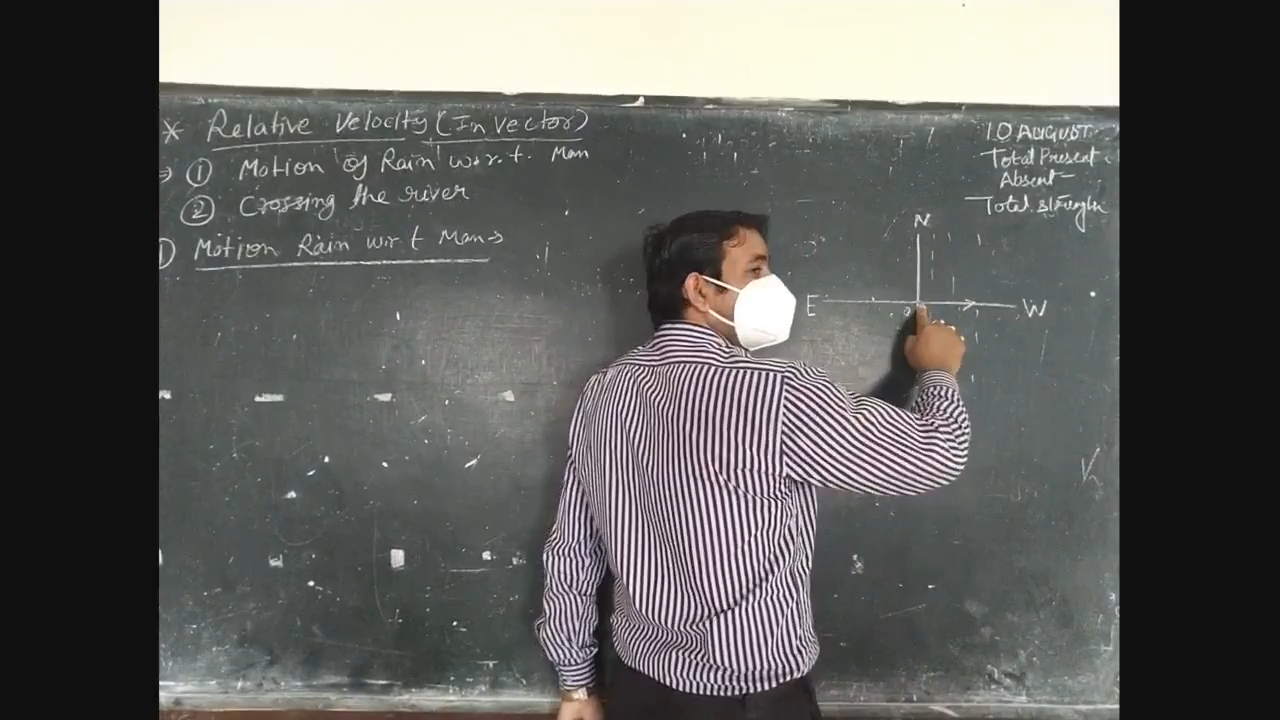 * Relative Velocity (In Vector)
⇒ ① Motion of Rain w.r.t. Man
② Crossing the river
① Motion Rain w.r.t Man→
10 AUGUST
Total Present -
Absent -
Total Strength
N
E
W